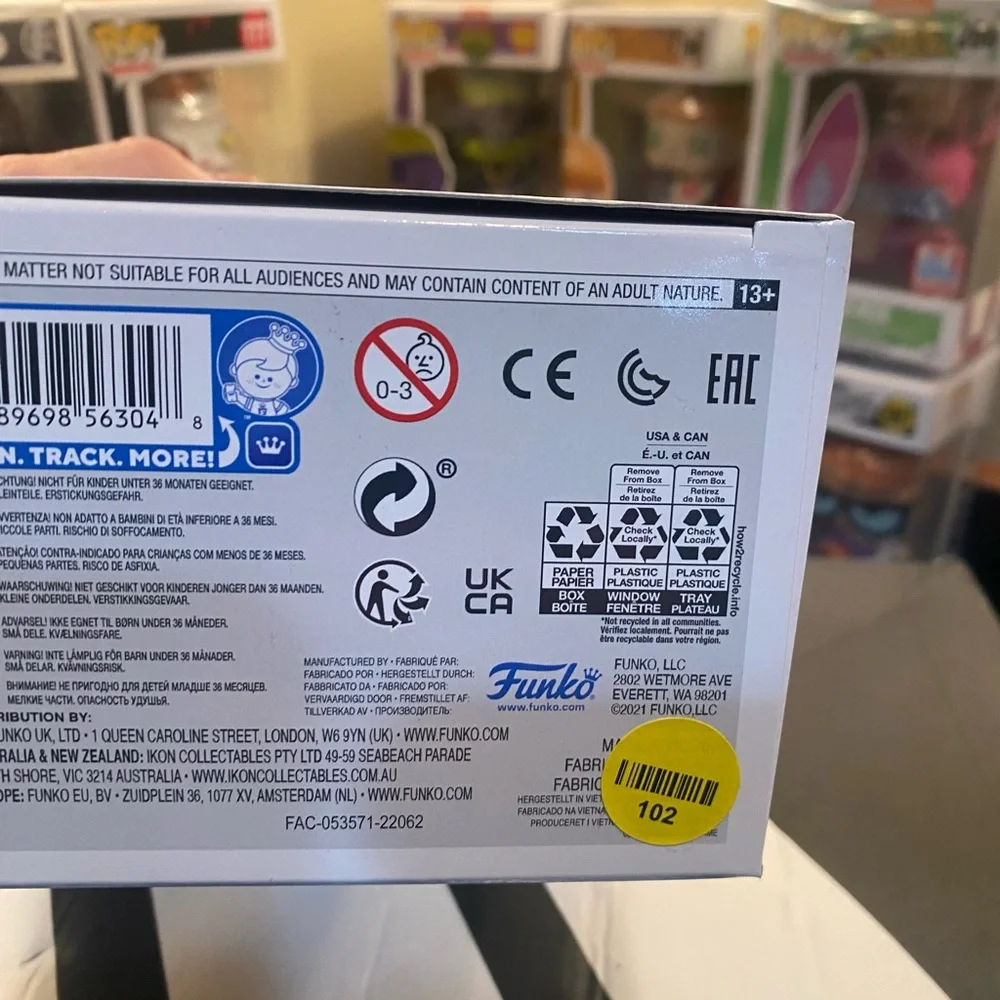 MATTER NOT SUITABLE FOR ALL AUDIENCES AND MAY CONTAIN CONTENT OF AN ADULT NATURE. 13+
89698 56304 8
N. TRACK. MORE!
0-3
CE
EAC
®
UK
CA
USA & CAN
É.-U. et CAN
Remove From Box
Retirez de la boîte
Remove From Box
Retirez de la boîte
Check Locally*
Check Locally*
PAPER PAPIER
PLASTIC PLASTIQUE
PLASTIC PLASTIQUE
BOX BOÎTE
WINDOW FENÊTRE
TRAY PLATEAU
how2recycle.info
*Not recycled in all communities.
Vérifiez localement. Pourrait ne pas
être recyclable dans votre région.
CHTUNG! NICHT FÜR KINDER UNTER 36 MONATEN GEEIGNET.
LEINTEILE. ERSTICKUNGSGEFAHR.
VVERTENZA! NON ADATTO A BAMBINI DI ETÀ INFERIORE A 36 MESI.
ICCOLE PARTI. RISCHIO DI SOFFOCAMENTO.
TENÇÃO! CONTRA-INDICADO PARA CRIANÇAS COM MENOS DE 36 MESES.
PEQUENAS PARTES. RISCO DE ASFIXIA.
WAARSCHUWING! NIET GESCHIKT VOOR KINDEREN JONGER DAN 36 MAANDEN.
KLEINE ONDERDELEN. VERSTIKKINGSGEVAAR.
ADVARSEL! IKKE EGNET TIL BØRN UNDER 36 MÅNEDER.
SMÅ DELE. KVÆLNINGSFARE.
VARNING! INTE LÄMPLIG FÖR BARN UNDER 36 MÅNADER.
SMÅ DELAR. KVÄVNINGSRISK.
ВНИМАНИЕ! НЕ ПРИГОДНО ДЛЯ ДЕТЕЙ МЛАДШЕ 36 МЕСЯЦЕВ.
МЕЛКИЕ ЧАСТИ. ОПАСНОСТЬ УДУШЬЯ.
MANUFACTURED BY • FABRIQUÉ PAR:
FABRICADO POR • HERGESTELLT DURCH:
FABBRICATO DA • FABRICADO POR:
VERVAARDIGD DOOR • FREMSTILLET AF:
TILLVERKAD AV • ПРОИЗВОДИТЕЛЬ:
Funko®
www.funko.com
FUNKO, LLC
2802 WETMORE AVE
EVERETT, WA 98201
©2021 FUNKO,LLC
RIBUTION BY:
UNKO UK, LTD • 1 QUEEN CAROLINE STREET, LONDON, W6 9YN (UK) • WWW.FUNKO.COM
RALIA & NEW ZEALAND: IKON COLLECTABLES PTY LTD 49-59 SEABEACH PARADE
H SHORE, VIC 3214 AUSTRALIA • WWW.IKONCOLLECTABLES.COM.AU
OPE: FUNKO EU, BV • ZUIDPLEIN 36, 1077 XV, AMSTERDAM (NL) • WWW.FUNKO.COM
FAC-053571-22062
MA
FABRI
FABRIC
HERGESTELLT IN VIET
FABRICADO NA VIETNA
PRODUCERET I VIETN
102